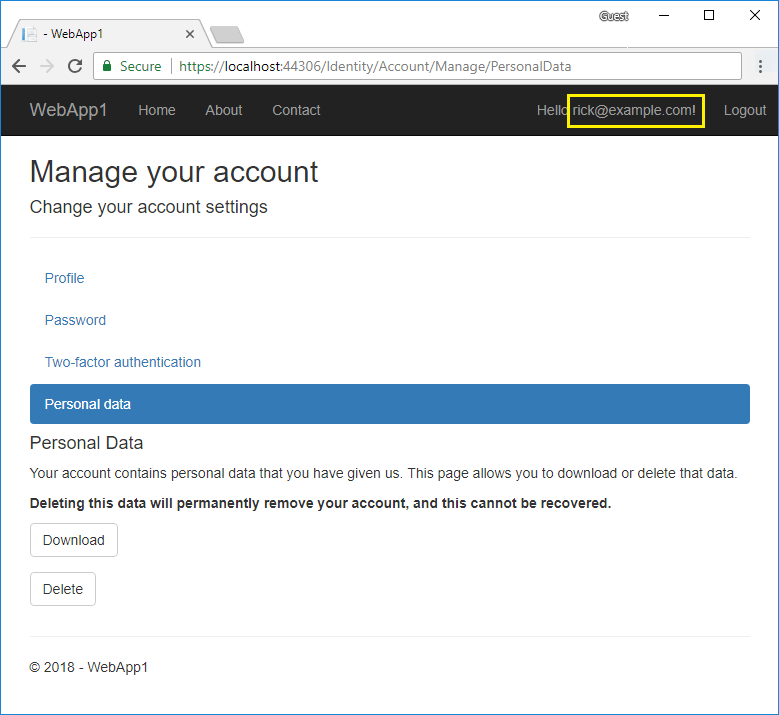 Guest
- WebApp1
Secure https://localhost:44306/Identity/Account/Manage/PersonalData
WebApp1 Home About Contact Hello rick@example.com! Logout
Manage your account
Change your account settings
Profile
Password
Two-factor authentication
Personal data
Personal Data
Your account contains personal data that you have given us. This page allows you to download or delete that data.
Deleting this data will permanently remove your account, and this cannot be recovered.
Download
Delete
© 2018 - WebApp1